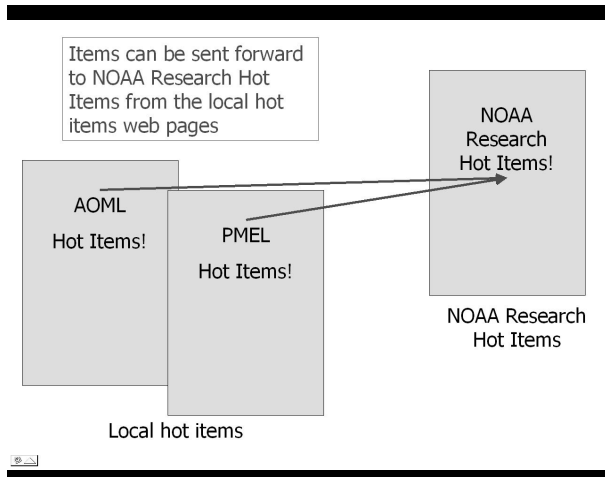 Items can be sent forward
to NOAA Research Hot
Items from the local hot
items web pages
NOAA
Research
Hot Items!
AOML
Hot Items!
PMEL
Hot Items!
NOAA Research
Hot Items
Local hot items